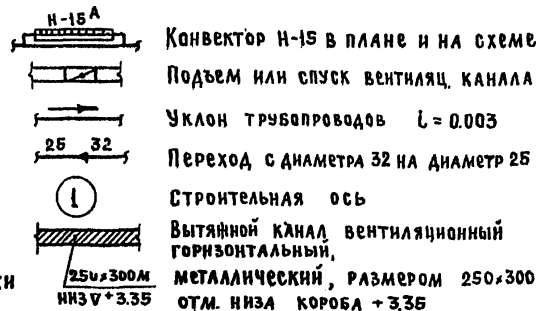 Н-15А
Конвектор Н-15 в плане и на схеме
Подъем или спуск вентиляц. канала
Уклон трубопроводов i = 0.003
25 32
Переход с диаметра 32 на диаметр 25
1
Строительная ось
Вытяжной канал вентиляционный
горизонтальный,
ки
250×300м
низ ∇+3.35
металлический, размером 250×300
отм. низа короба +3,35